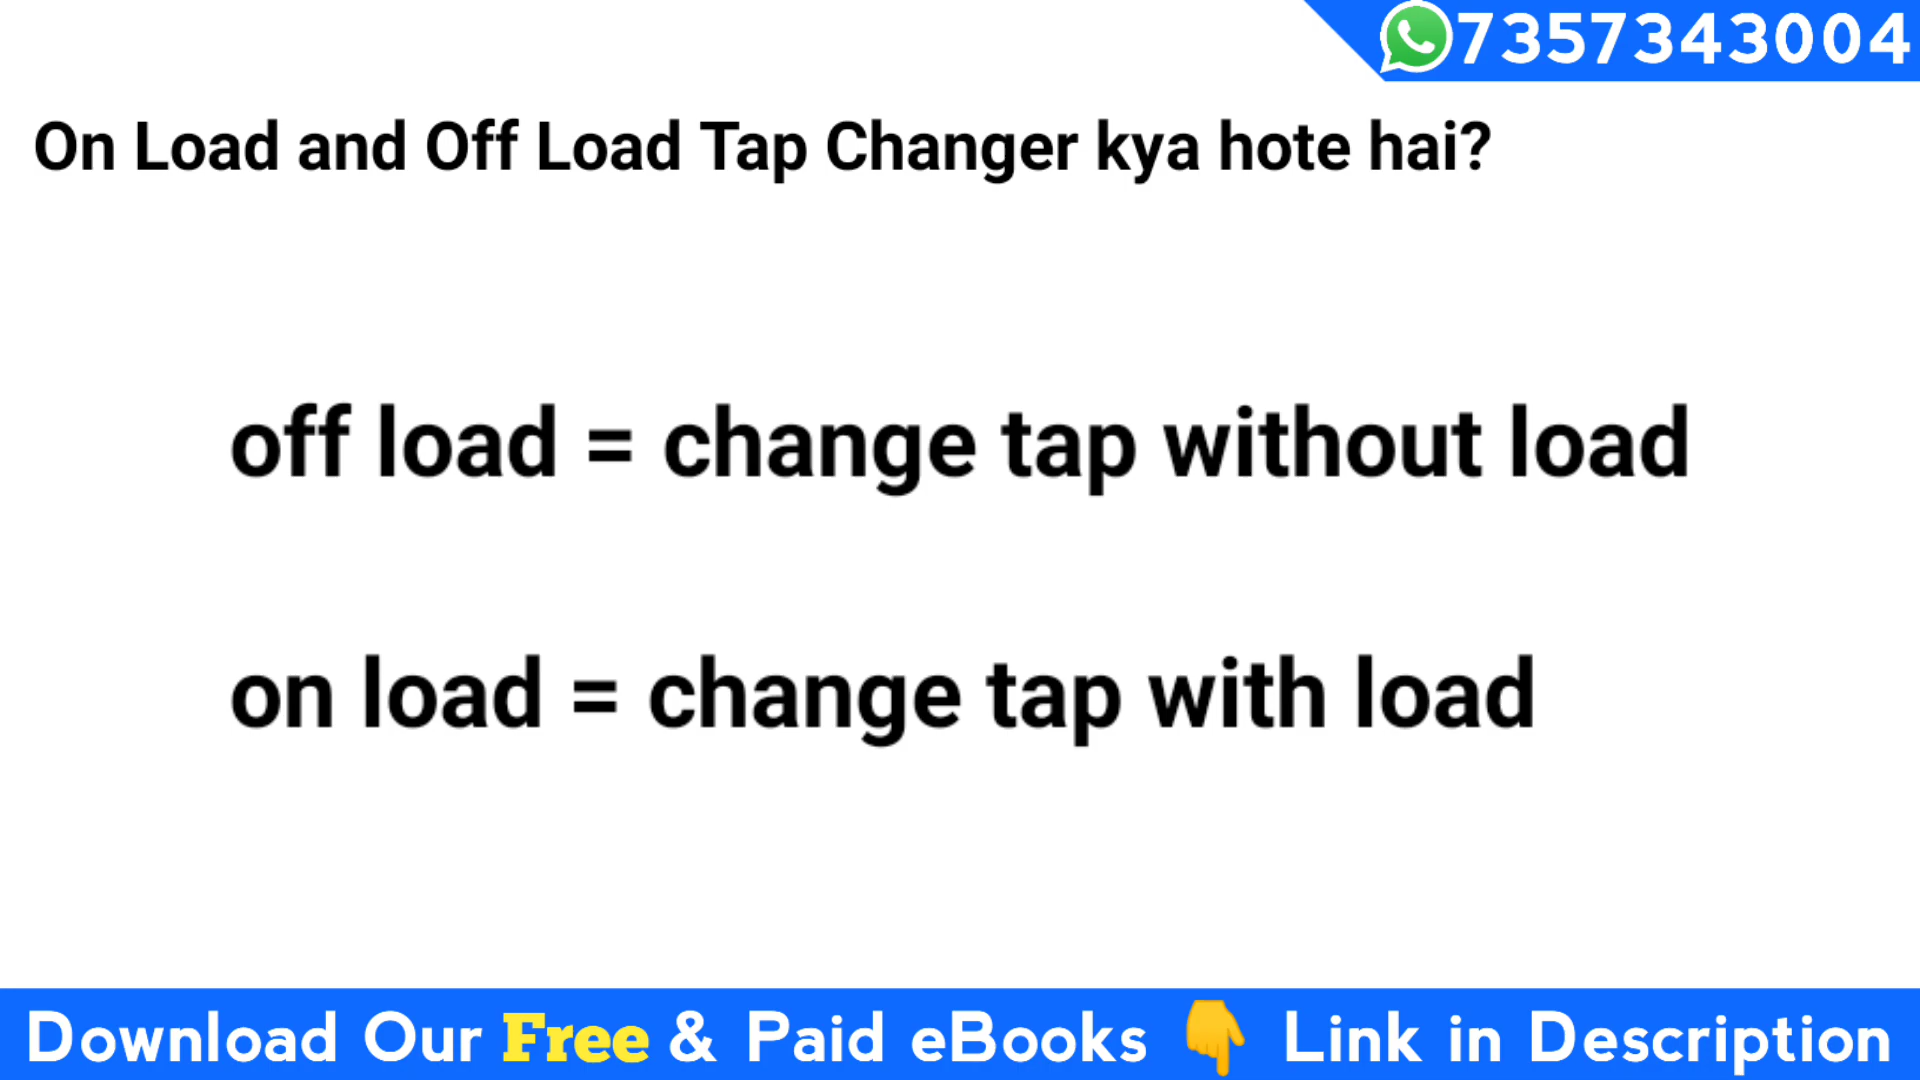 7357343004
On Load and Off Load Tap Changer kya hote hai?
off load = change tap without load
on load = change tap with load
Download Our Free & Paid eBooks 👇 Link in Description